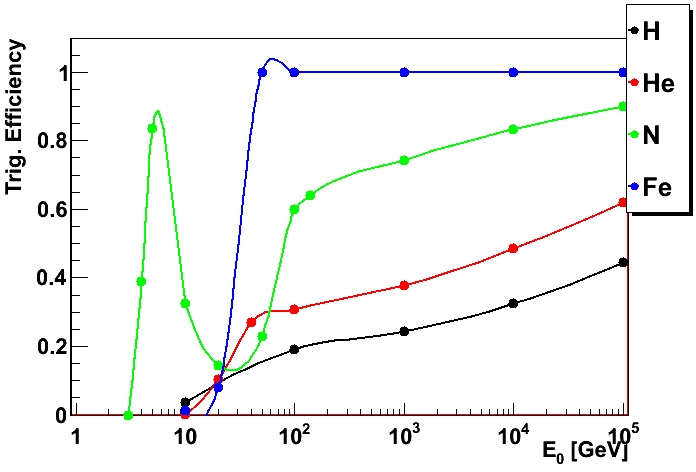 H
He
N
Fe
Trig. Efficiency
1
0.8
0.6
0.4
0.2
0
1 10 10² 10³ 10⁴ 10⁵
E₀ [GeV]